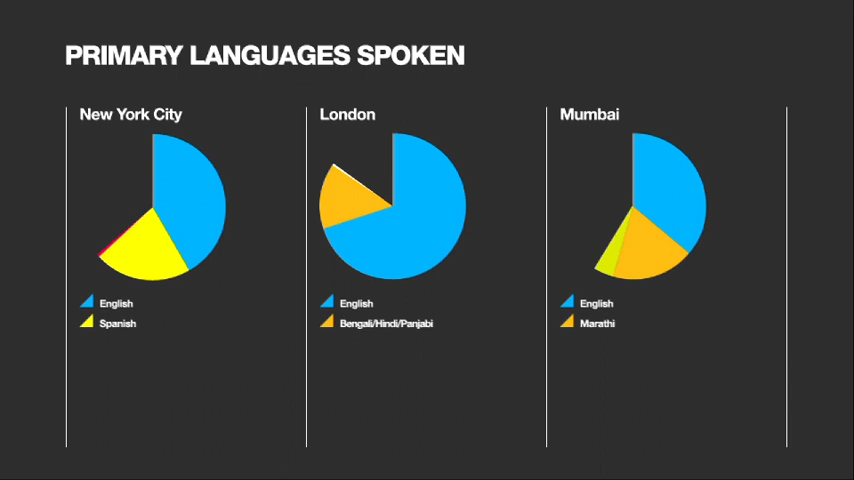 PRIMARY LANGUAGES SPOKEN
New York City
English
Spanish
London
English
Bengali/Hindi/Panjabi
Mumbai
English
Marathi